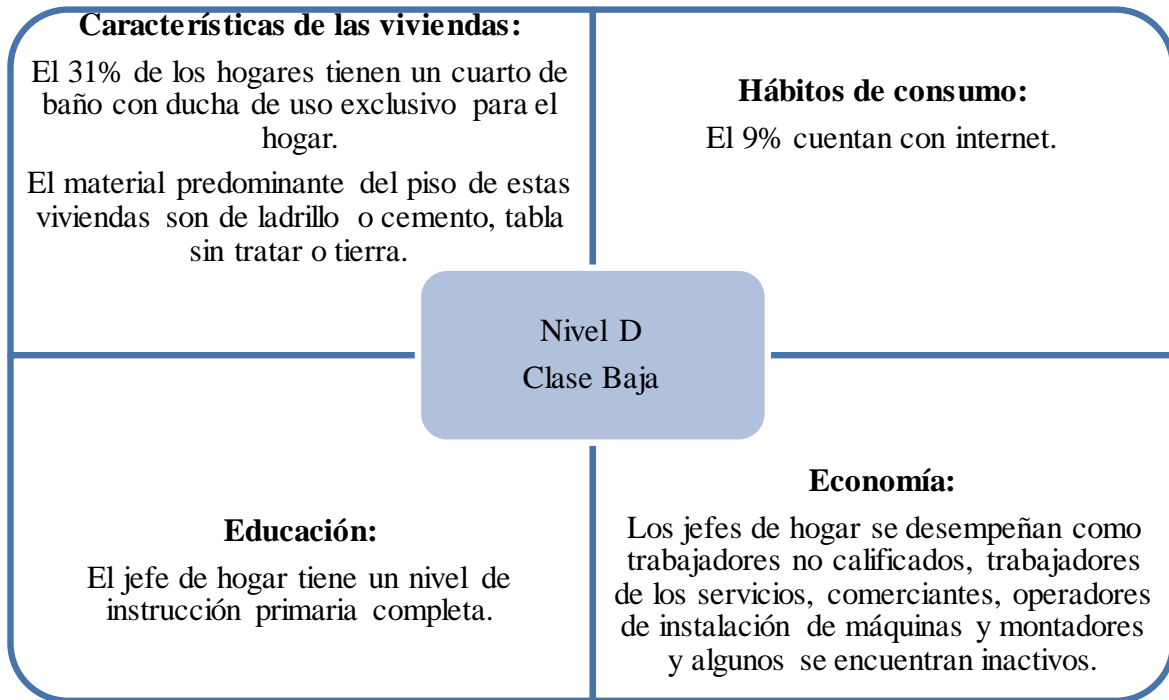 Características de las viviendas:
El 31% de los hogares tienen un cuarto de
baño con ducha de uso exclusivo para el
hogar.
El material predominante del piso de estas
viviendas son de ladrillo o cemento, tabla
sin tratar o tierra.
Hábitos de consumo:
El 9% cuentan con internet.
Nivel D
Clase Baja
Educación:
El jefe de hogar tiene un nivel de
instrucción primaria completa.
Economía:
Los jefes de hogar se desempeñan como
trabajadores no calificados, trabajadores
de los servicios, comerciantes, operadores
de instalación de máquinas y montadores
y algunos se encuentran inactivos.